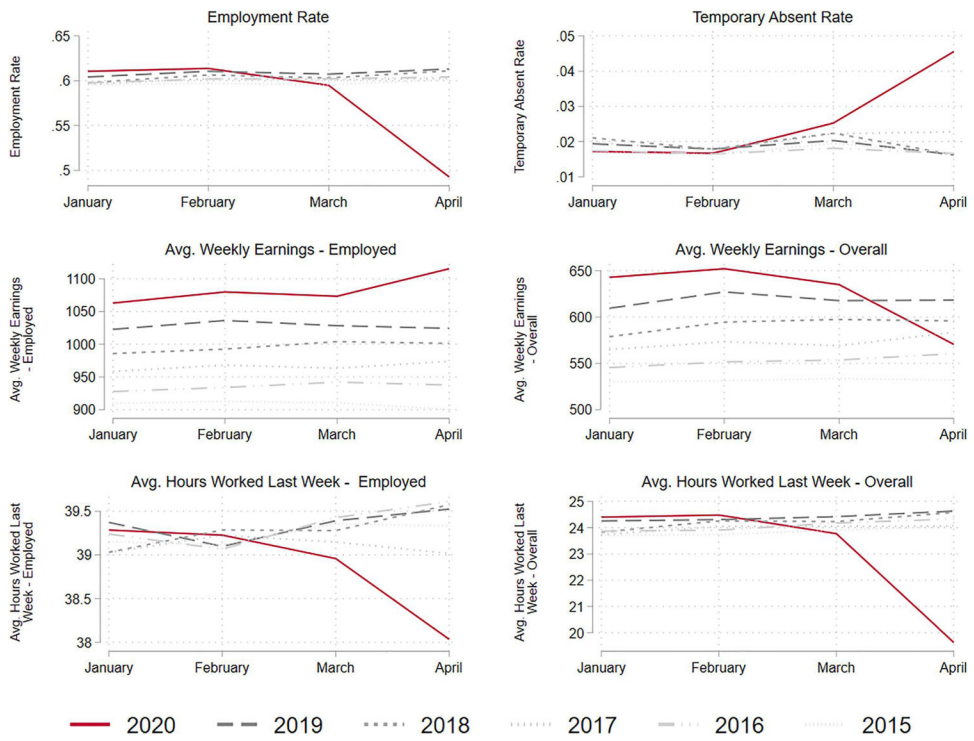 Employment Rate
Employment Rate
.65
.6
.55
.5
January February March April
Temporary Absent Rate
Temporary Absent Rate
.05
.04
.03
.02
.01
January February March April
Avg. Weekly Earnings - Employed
Avg. Weekly Earnings
- Employed
1100
1050
1000
950
900
January February March April
Avg. Weekly Earnings - Overall
Avg. Weekly Earnings
- Overall
650
600
550
500
January February March April
Avg. Hours Worked Last Week - Employed
Avg. Hours Worked Last
Week - Employed
39.5
39
38.5
38
January February March April
Avg. Hours Worked Last Week - Overall
Avg. Hours Worked Last
Week - Overall
25
24
23
22
21
20
January February March April
2020 2019 2018 2017 2016 2015